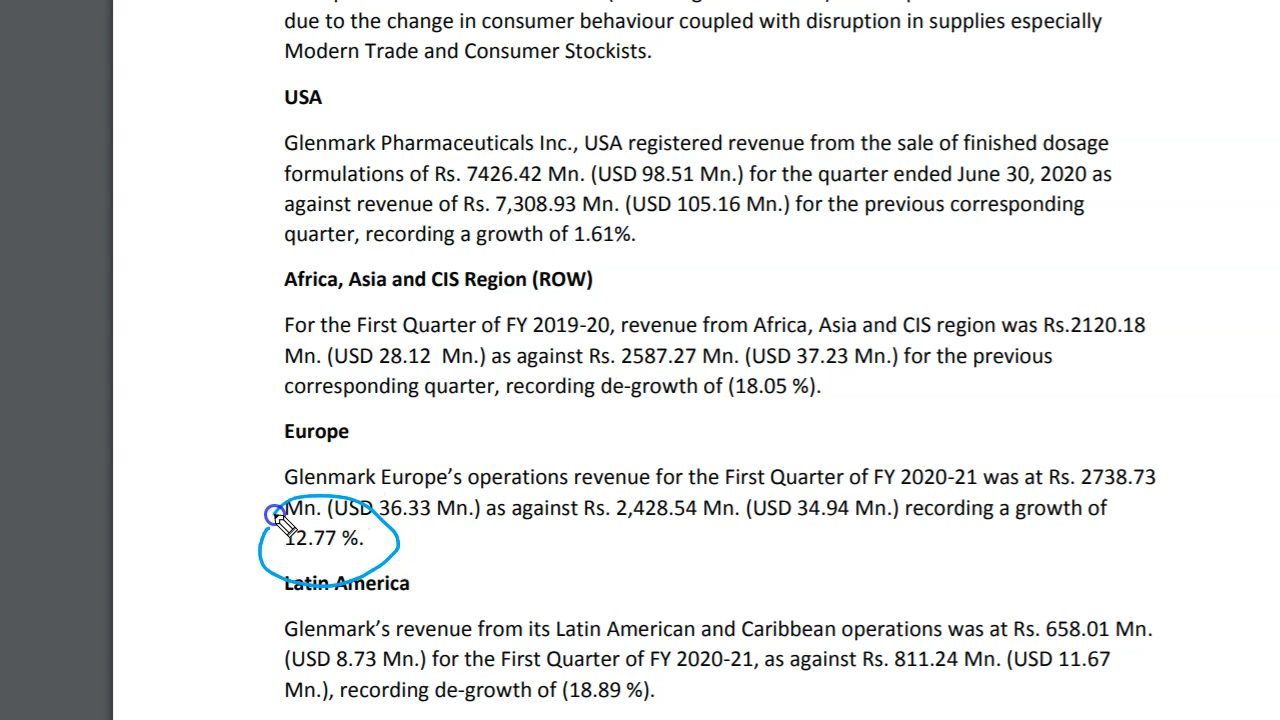 due to the change in consumer behaviour coupled with disruption in supplies especially
Modern Trade and Consumer Stockists.
USA
Glenmark Pharmaceuticals Inc., USA registered revenue from the sale of finished dosage
formulations of Rs. 7426.42 Mn. (USD 98.51 Mn.) for the quarter ended June 30, 2020 as
against revenue of Rs. 7,308.93 Mn. (USD 105.16 Mn.) for the previous corresponding
quarter, recording a growth of 1.61%.
Africa, Asia and CIS Region (ROW)
For the First Quarter of FY 2019-20, revenue from Africa, Asia and CIS region was Rs.2120.18
Mn. (USD 28.12 Mn.) as against Rs. 2587.27 Mn. (USD 37.23 Mn.) for the previous
corresponding quarter, recording de-growth of (18.05 %).
Europe
Glenmark Europe’s operations revenue for the First Quarter of FY 2020-21 was at Rs. 2738.73
Mn. (USD 36.33 Mn.) as against Rs. 2,428.54 Mn. (USD 34.94 Mn.) recording a growth of
12.77 %.
Latin America
Glenmark’s revenue from its Latin American and Caribbean operations was at Rs. 658.01 Mn.
(USD 8.73 Mn.) for the First Quarter of FY 2020-21, as against Rs. 811.24 Mn. (USD 11.67
Mn.), recording de-growth of (18.89 %).